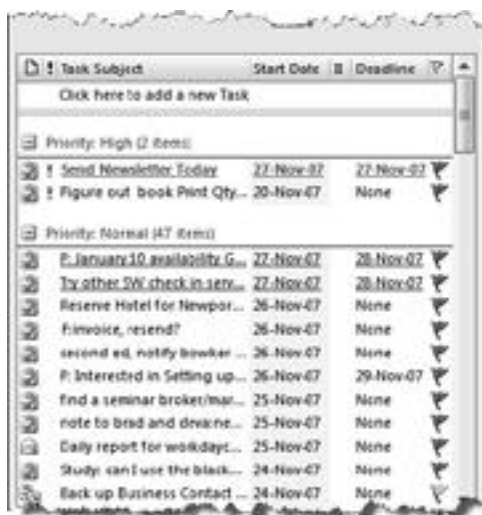 ! Task Subject Start Date Deadline
Click here to add a new Task
Priority: High (2 items)
! Send Newsletter Today 27-Nov-07 27-Nov-07
! Figure out book Print Qty... 20-Nov-07 None
Priority: Normal (47 items)
P: January 10 availability G... 27-Nov-07 28-Nov-07
Try other SW check in serv... 27-Nov-07 28-Nov-07
Reserve Hotel for Newpor... 26-Nov-07 None
F:invoice, resend? 26-Nov-07 None
second ed, notify bowker ... 26-Nov-07 None
P: Interested in Setting up... 26-Nov-07 29-Nov-07
find a seminar broker/mar... 25-Nov-07 None
note to brad and deva:ne... 25-Nov-07 None
Daily report for workdays... 25-Nov-07 None
Study: can I use the black... 24-Nov-07 None
Back up Business Contact ... 24-Nov-07 None